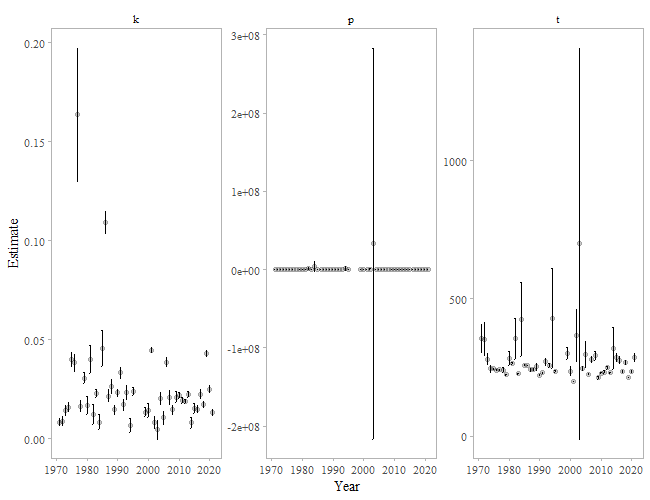 k
p
t
Estimate
0.20
0.15
0.10
0.05
0.00
3e+08
2e+08
1e+08
0e+00
-1e+08
-2e+08
1000
500
0
1970 1980 1990 2000 2010 2020
1970 1980 1990 2000 2010 2020
1970 1980 1990 2000 2010 2020
Year